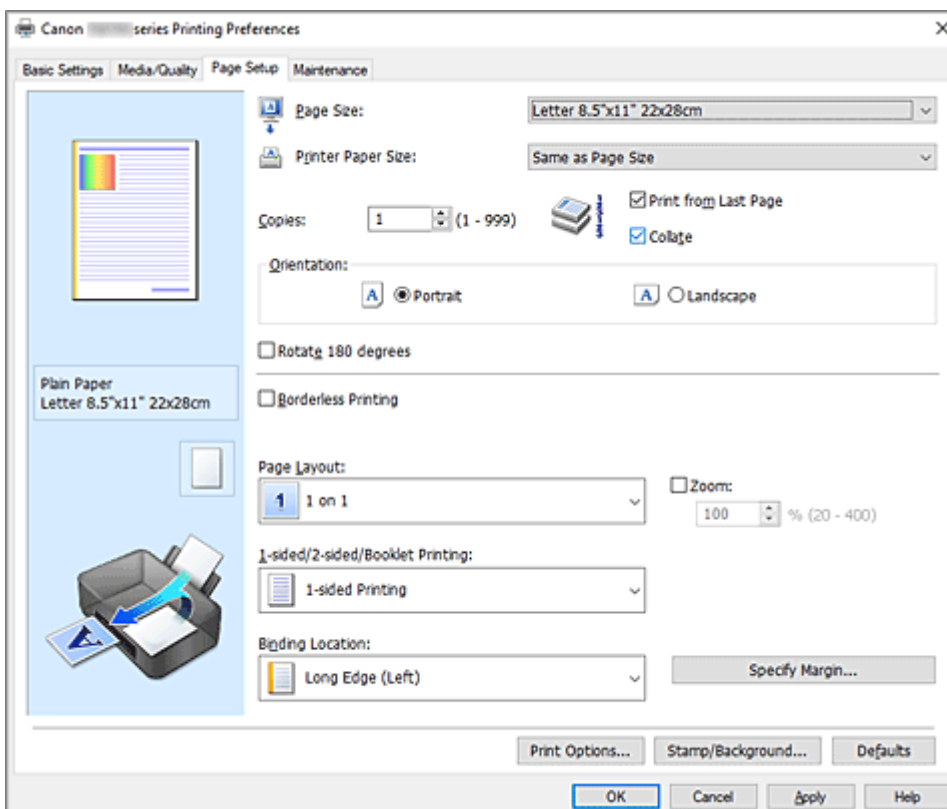 Canon series Printing Preferences
Basic Settings Media/Quality Page Setup Maintenance
Page Size: Letter 8.5"x11" 22x28cm
Printer Paper Size: Same as Page Size
Copies: 1 (1 - 999)
Print from Last Page
Collate
Orientation:
A Portrait A Landscape
Rotate 180 degrees
Plain Paper
Letter 8.5"x11" 22x28cm
Borderless Printing
Page Layout:
1 1 on 1
Zoom:
100 % (20 - 400)
1-sided/2-sided/Booklet Printing:
1-sided Printing
Binding Location:
Long Edge (Left)
Specify Margin...
A
Print Options... Stamp/Background... Defaults
OK Cancel Apply Help